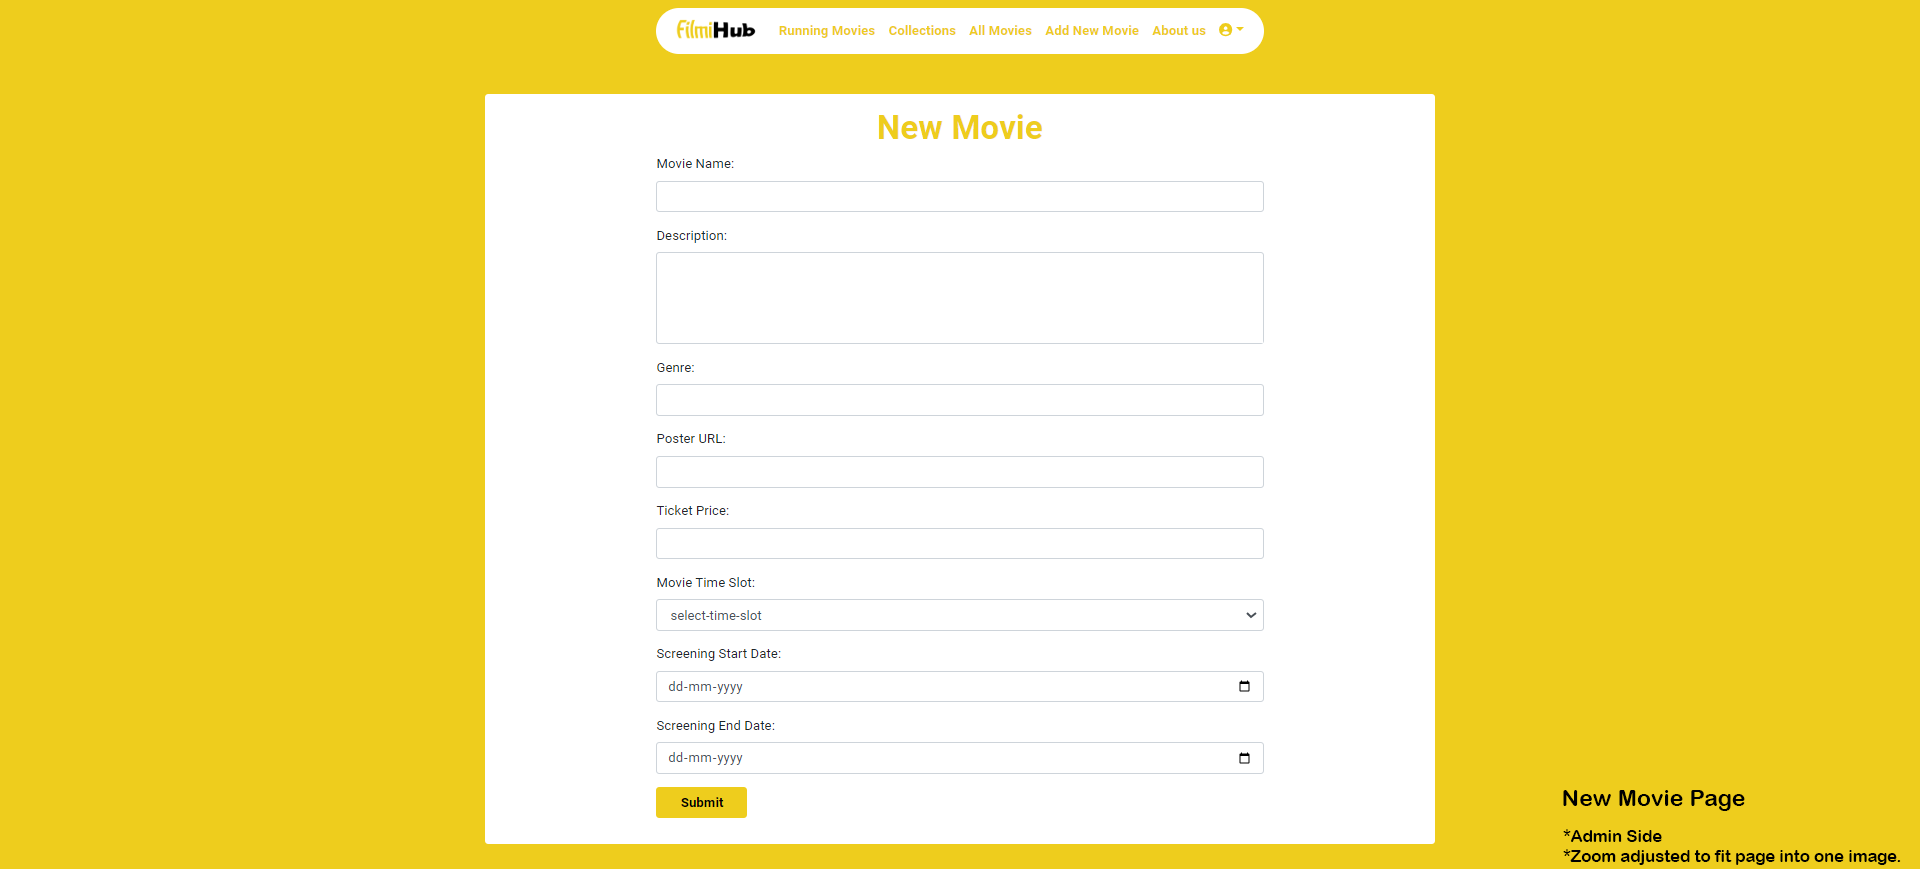 FilmiHub Running Movies Collections All Movies Add New Movie About us
New Movie
Movie Name:
Description:
Genre:
Poster URL:
Ticket Price:
Movie Time Slot:
select-time-slot
Screening Start Date:
dd-mm-yyyy
Screening End Date:
dd-mm-yyyy
Submit
New Movie Page
*Admin Side
*Zoom adjusted to fit page into one image.